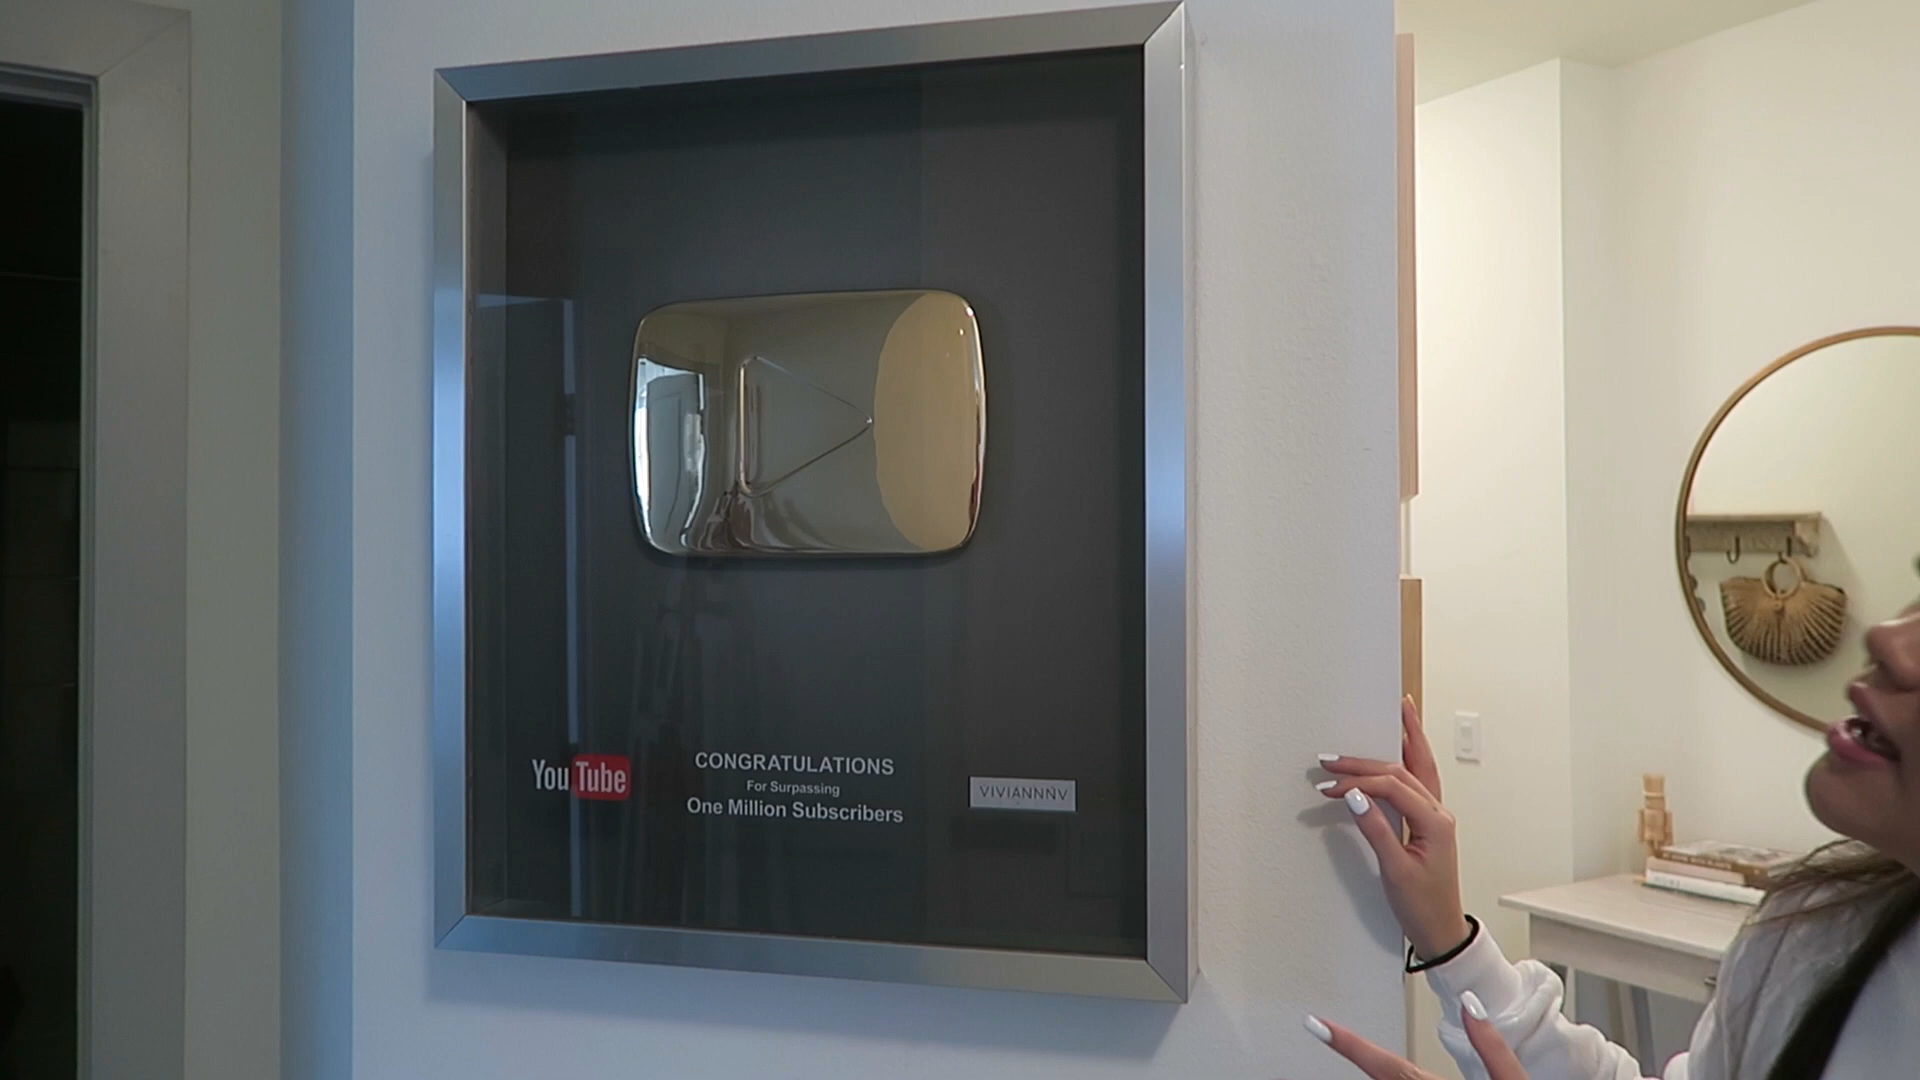 YouTube
CONGRATULATIONS
For Surpassing
One Million Subscribers
VIVIANNNV